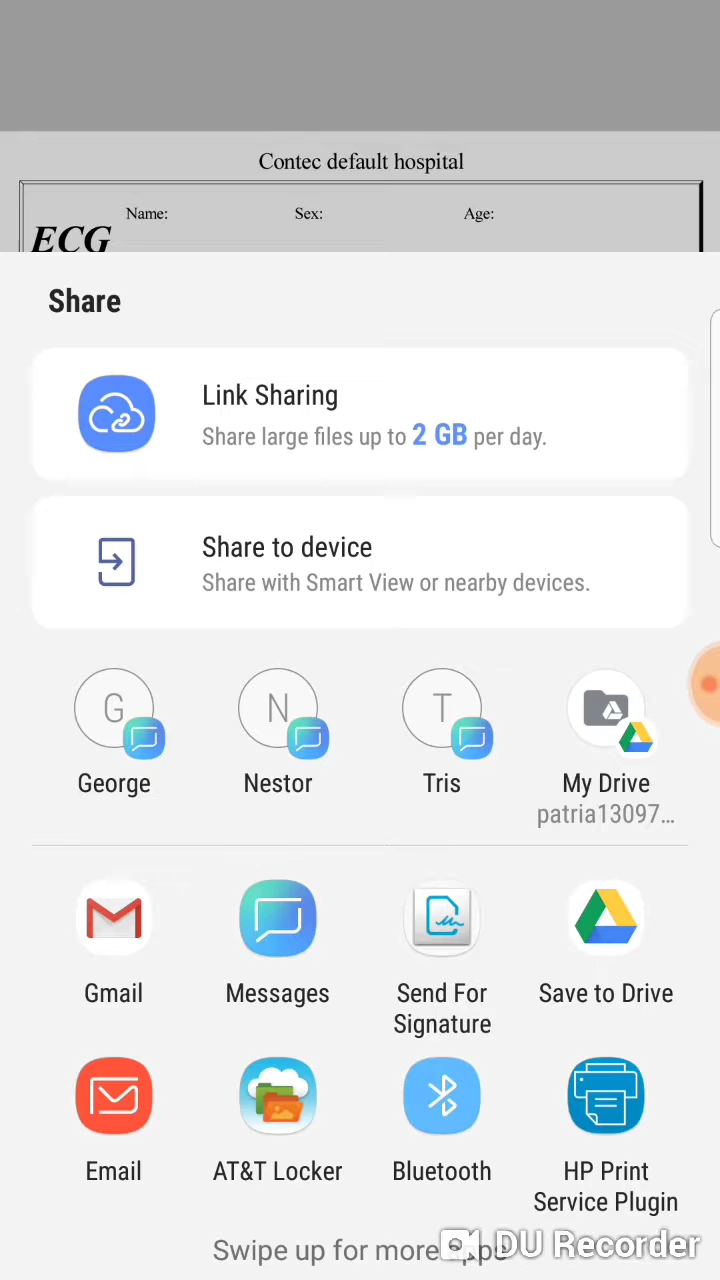 Contec default hospital
Name: Sex: Age:
ECG
Share
Link Sharing
Share large files up to 2 GB per day.
Share to device
Share with Smart View or nearby devices.
G N T
George Nestor Tris My Drive
patria13097...
Gmail Messages Send For Signature Save to Drive
Email AT&T Locker Bluetooth HP Print Service Plugin
Swipe up for more apps
DU Recorder